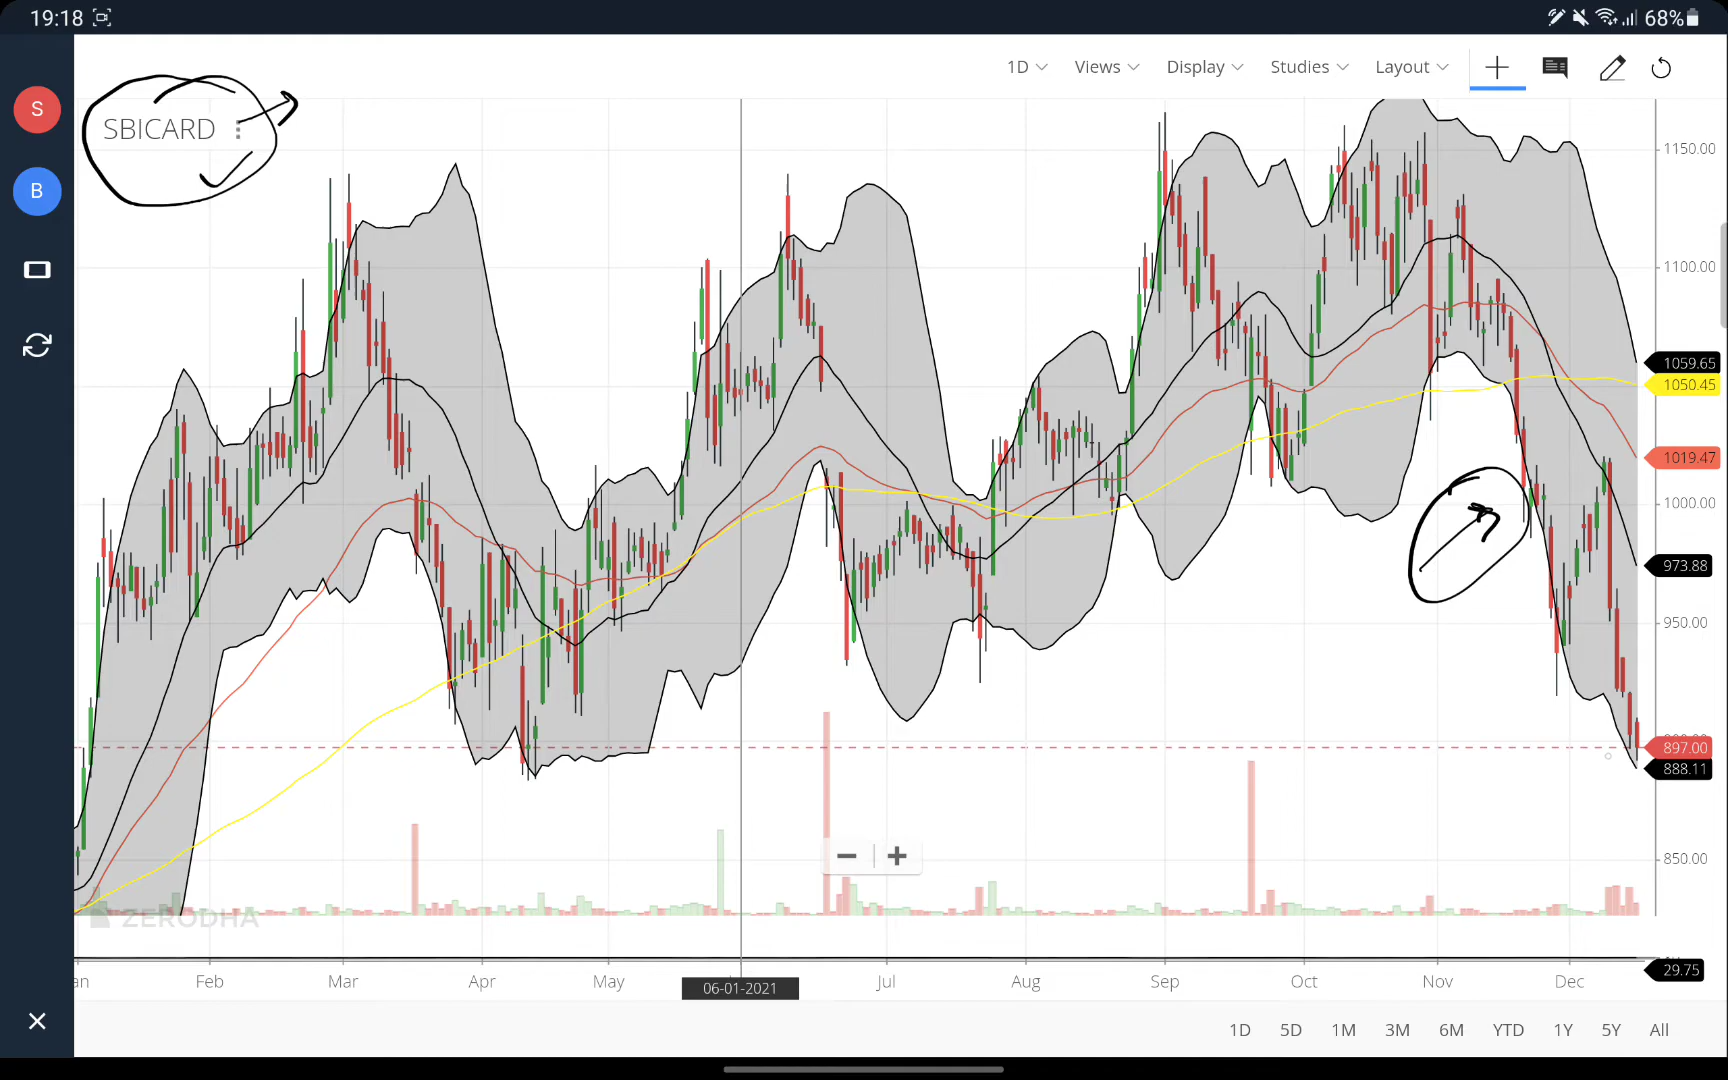 19:18 68%
1D Views Display Studies Layout
S
SBICARD
B
1150.00
1100.00
1059.65
1050.45
1019.47
1000.00
973.88
950.00
897.00
888.11
850.00
ZERODHA
29.75
an Feb Mar Apr May 06-01-2021 Jul Aug Sep Oct Nov Dec
1D 5D 1M 3M 6M YTD 1Y 5Y All